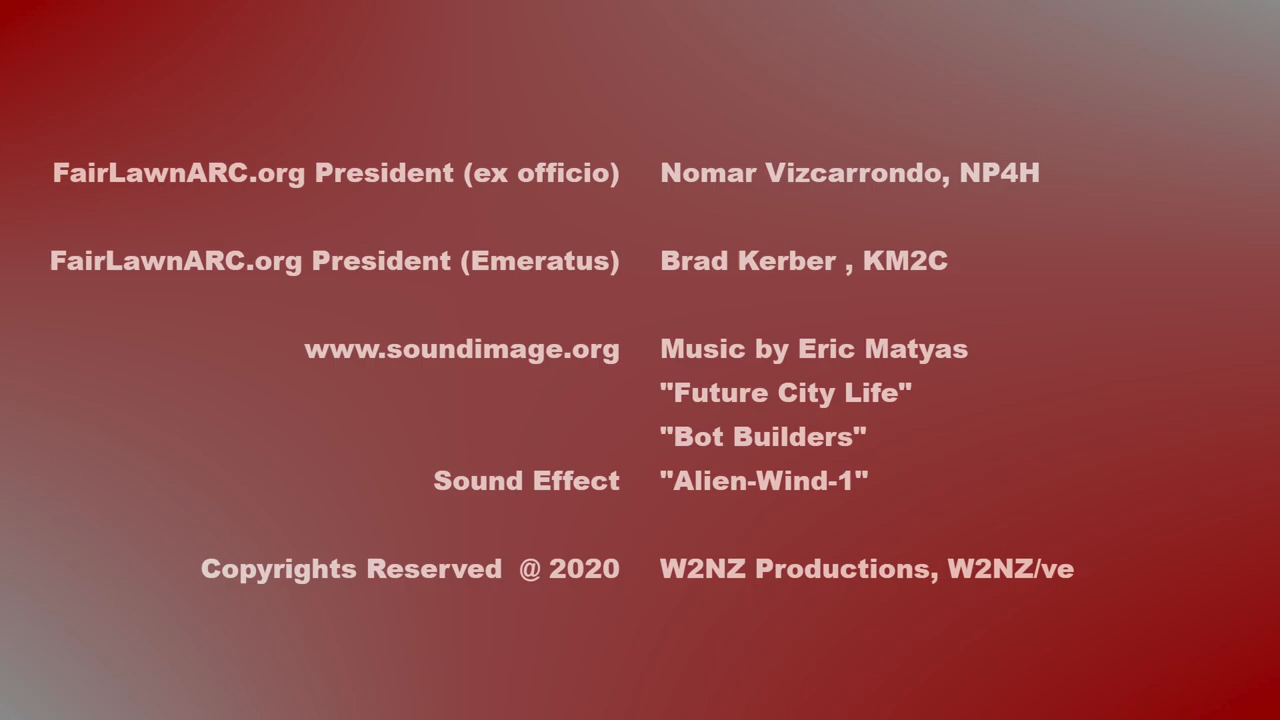 FairLawnARC.org President (ex officio) Nomar Vizcarrondo, NP4H
FairLawnARC.org President (Emeratus) Brad Kerber , KM2C
www.soundimage.org Music by Eric Matyas
"Future City Life"
"Bot Builders"
Sound Effect "Alien-Wind-1"
Copyrights Reserved @ 2020 W2NZ Productions, W2NZ/ve